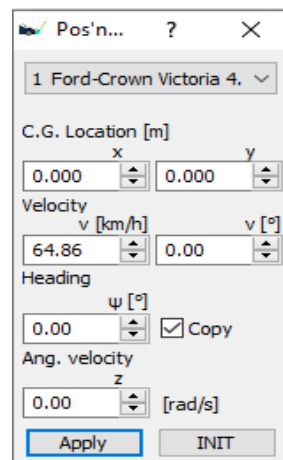 Pos'n... ?
1 Ford-Crown Victoria 4.
C.G. Location [m]
x y
0.000 0.000
Velocity
v [km/h] v [°]
64.86 0.00
Heading
ψ [°]
0.00 Copy
Ang. velocity
z
0.00 [rad/s]
Apply INIT